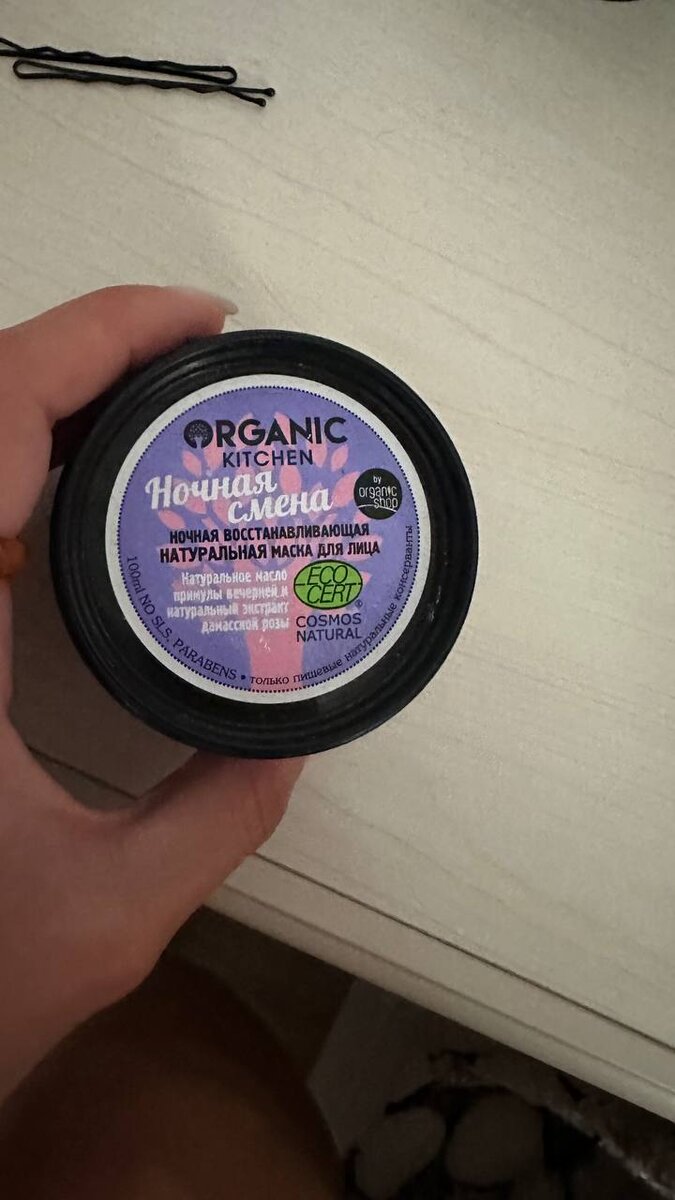 ORGANIC
KITCHEN
Ночная
смена
by
organic
shop
НОЧНАЯ ВОССТАНАВЛИВАЮЩАЯ
НАТУРАЛЬНАЯ МАСКА ДЛЯ ЛИЦА
Натуральное масло
примулы вечерней и
натуральный экстракт
дамасской розы
ECO
CERT®
COSMOS
NATURAL
100ml NO SLS, PARABENS • только пищевые натуральные консерванты